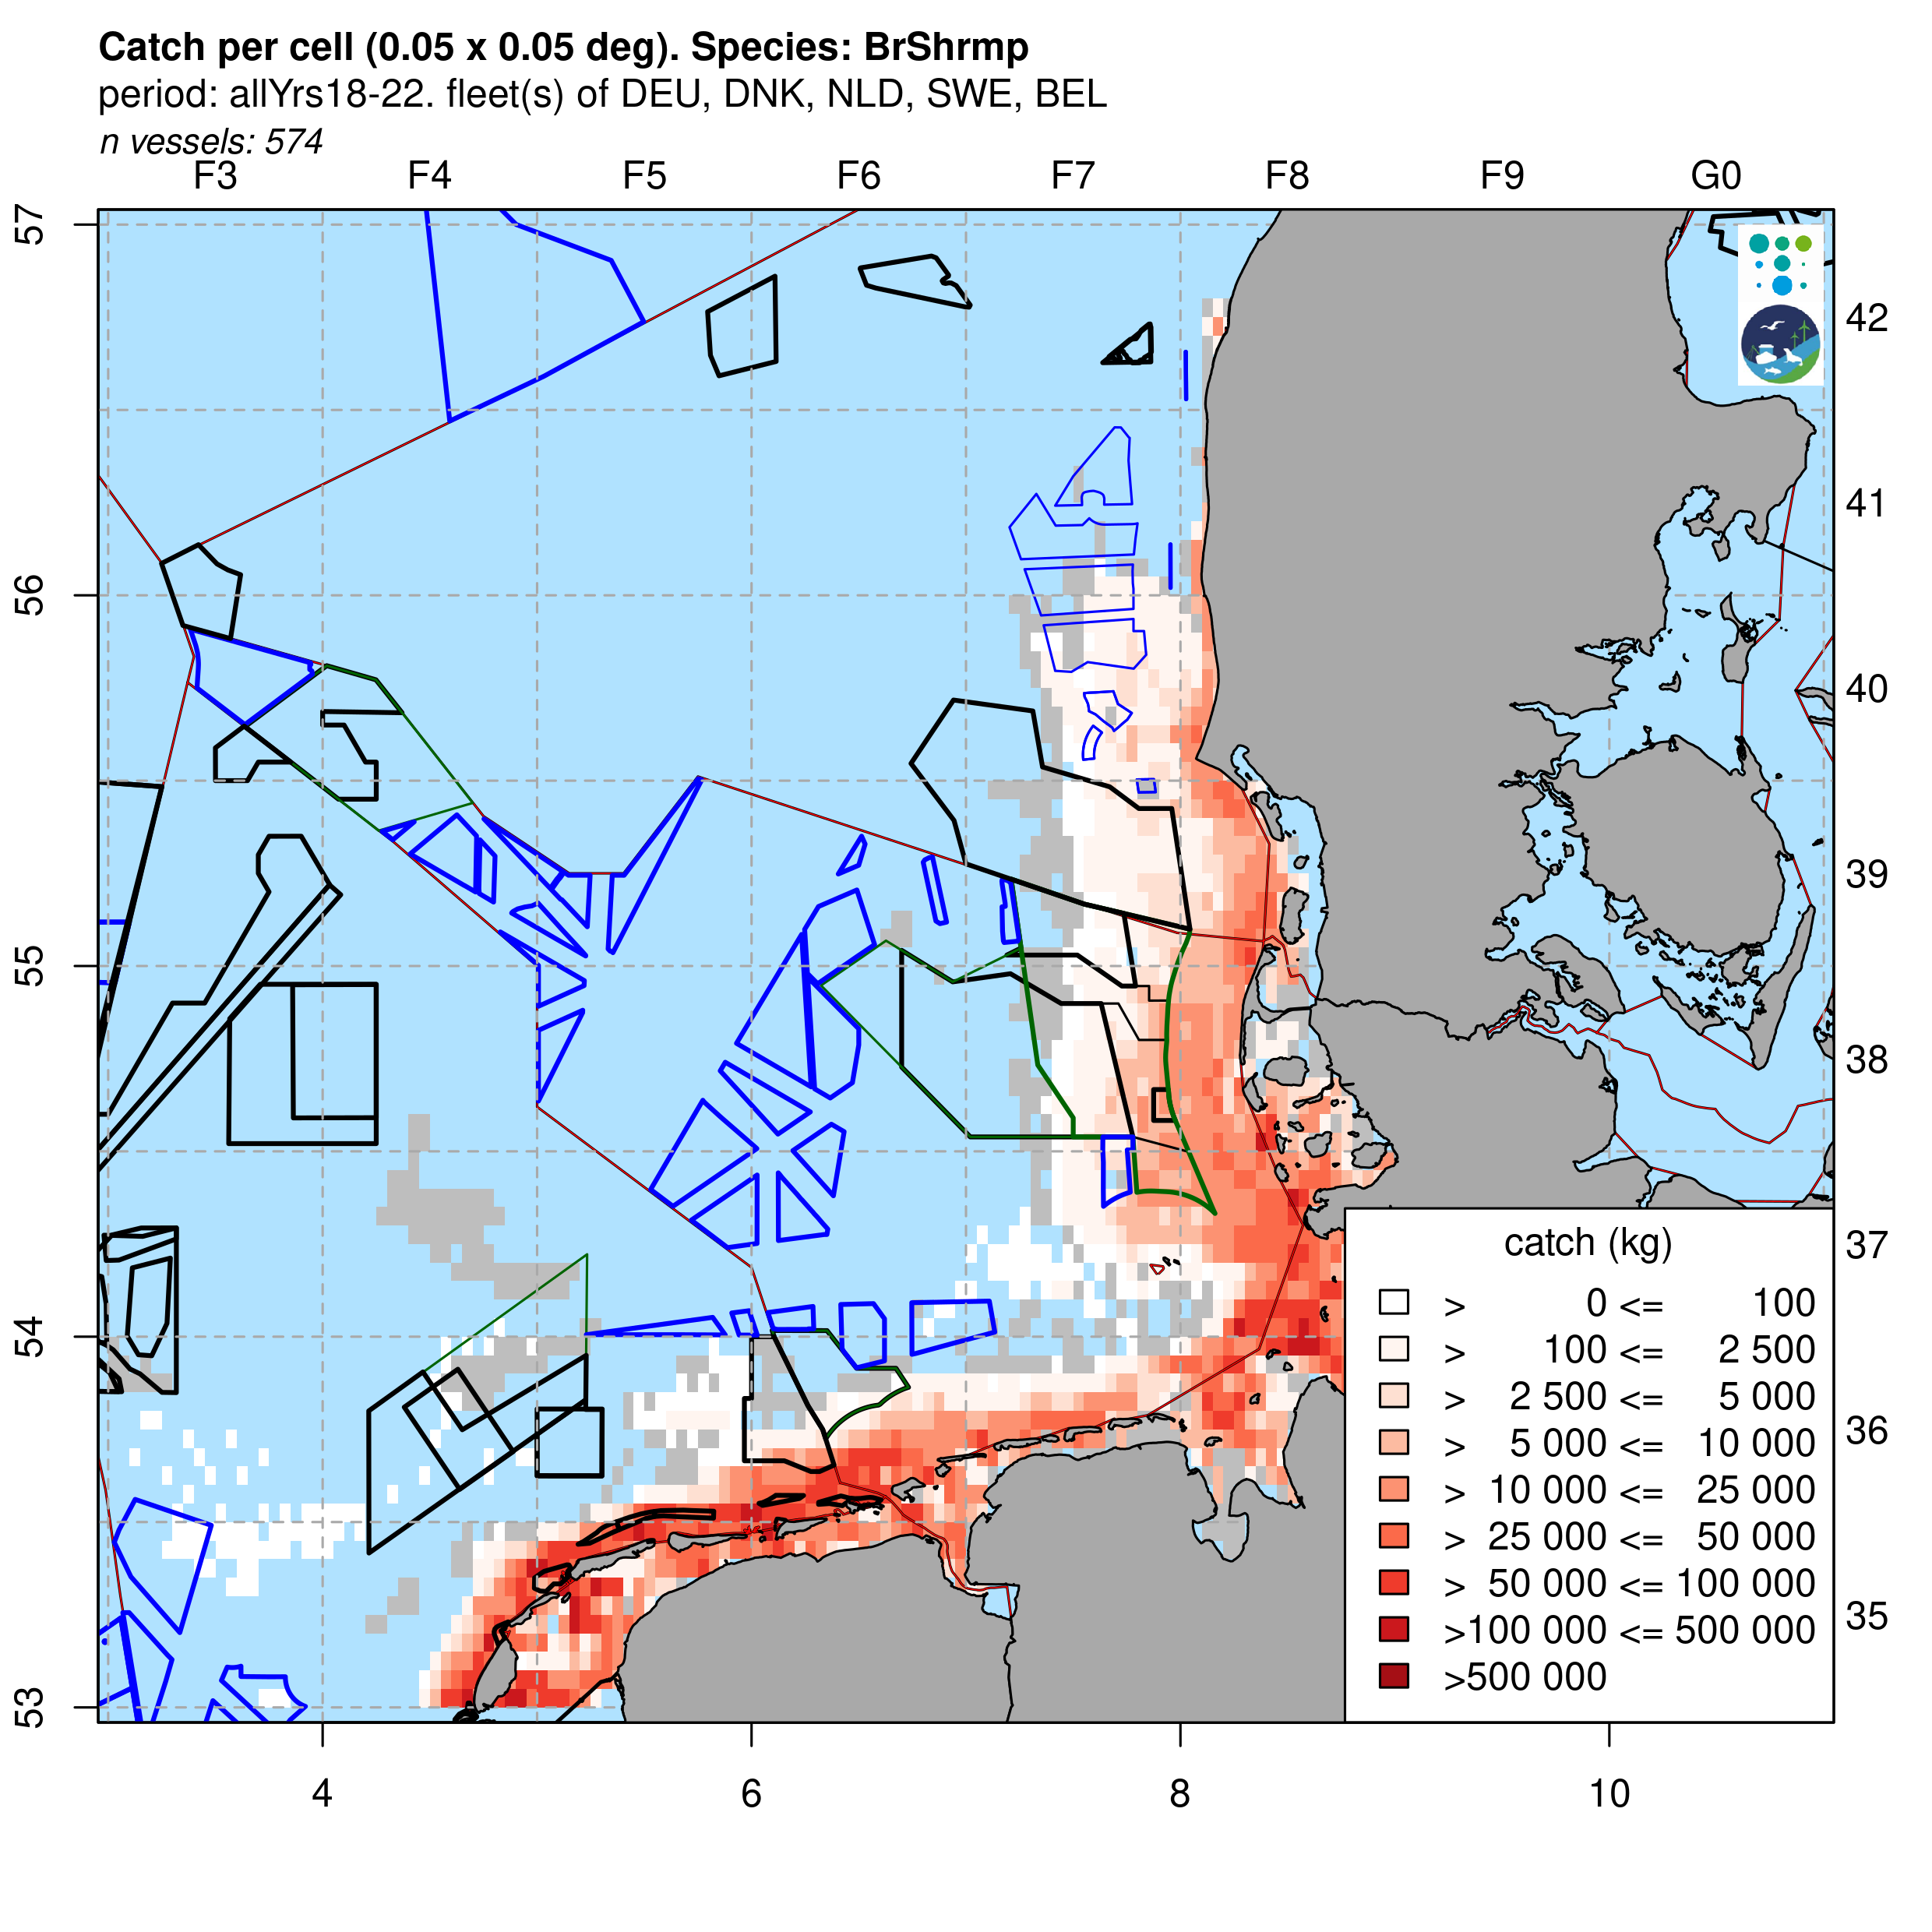 Catch per cell (0.05 x 0.05 deg). Species: BrShrmp
period: allYrs18-22. fleet(s) of DEU, DNK, NLD, SWE, BEL
n vessels: 574
F3 F4 F5 F6 F7 F8 F9 G0
57
56
55
54
53
42
41
40
39
38
37
36
35
catch (kg)
> 0 <= 100
> 100 <= 2 500
> 2 500 <= 5 000
> 5 000 <= 10 000
> 10 000 <= 25 000
> 25 000 <= 50 000
> 50 000 <= 100 000
>100 000 <= 500 000
>500 000
4 6 8 10